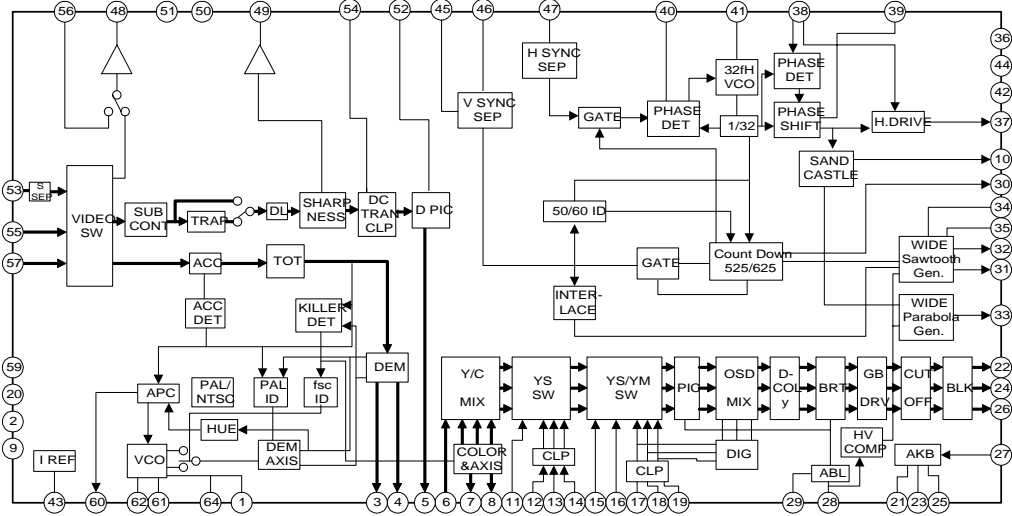 56 48 51 50 49 54 52 45 46 47 40 41 38 39
36
44
42
37
10
30
34
35
32
31
33
22
24
26
27
53
55
57
59
20
2
9
43 60 62 61 64 1 3 4 5 6 7 8 11 12 13 14 15 16 17 18 19 29 28 21 23 25
H SYNC
SEP
V SYNC
SEP
GATE
PHASE
DET
32fH
VCO
1/32
PHASE
DET
PHASE
SHIFT
H.DRIVE
SAND
CASTLE
S
SEP
VIDEO
SW
SUB
CONT
TRAP
DL
SHARP
NESS
DC
TRAN
CLP
D PIC
50/60 ID
ACC
TOT
GATE
Count Down
525/625
WIDE
Sawtooth
Gen.
ACC
DET
KILLER
DET
INTER-
LACE
WIDE
Parabola
Gen.
DEM
APC
PAL/
NTSC
PAL
ID
fsc
ID
Y/C
MIX
YS
SW
YS/YM
SW
PIC
OSD
MIX
D-
COL
y
BRT
GB
DRV
CUT
OFF
BLK
HUE
I REF
VCO
DEM
AXIS
COLOR
&AXIS
CLP
CLP
DIG
HV
COMP
ABL
AKB